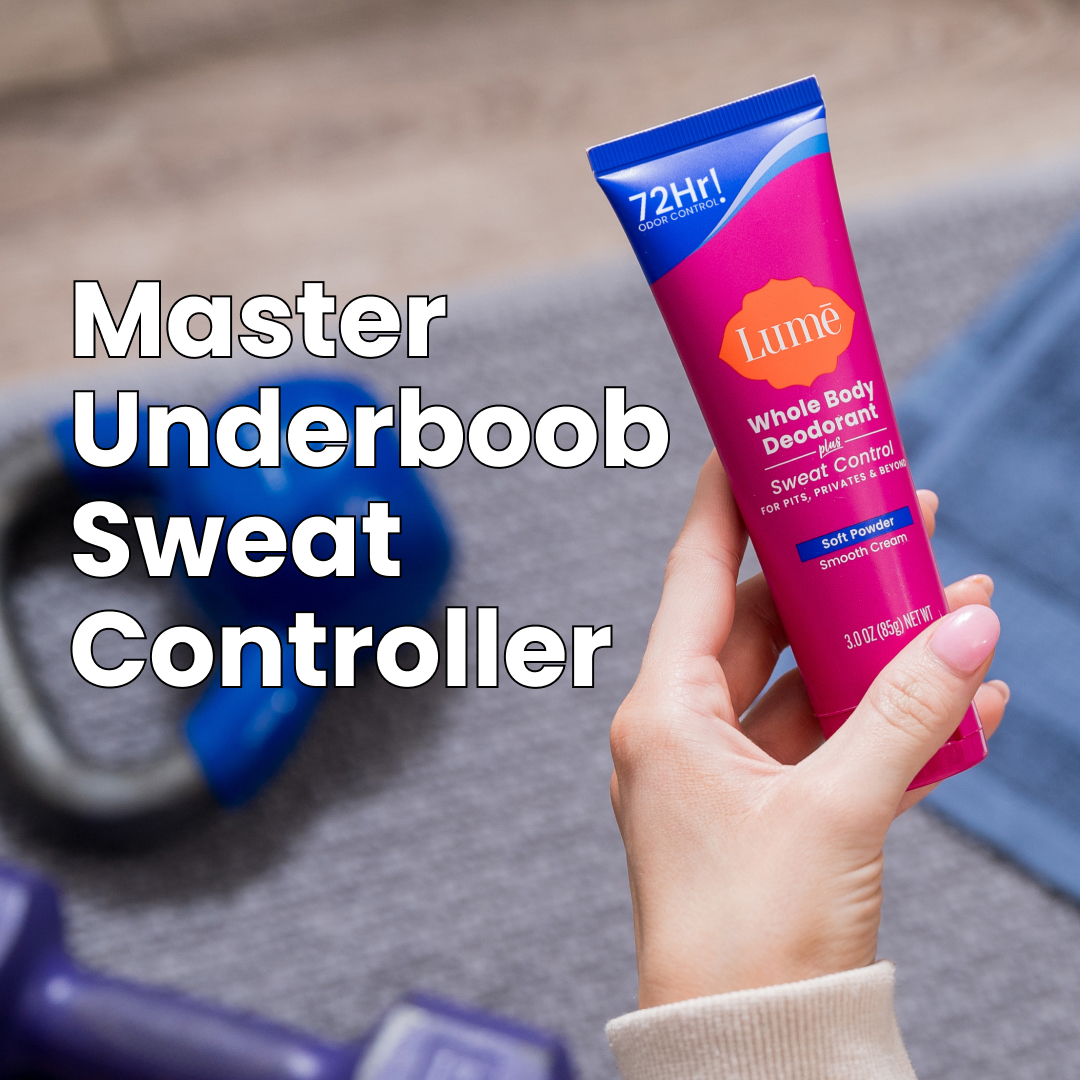 Master
Underboob
Sweat
Controller
72Hr!
ODOR CONTROL
Lumē
Whole Body
Deodorant
plus
Sweat Control
FOR PITS, PRIVATES & BEYOND
Soft Powder
Smooth Cream
3.0 OZ (85g) NET WT